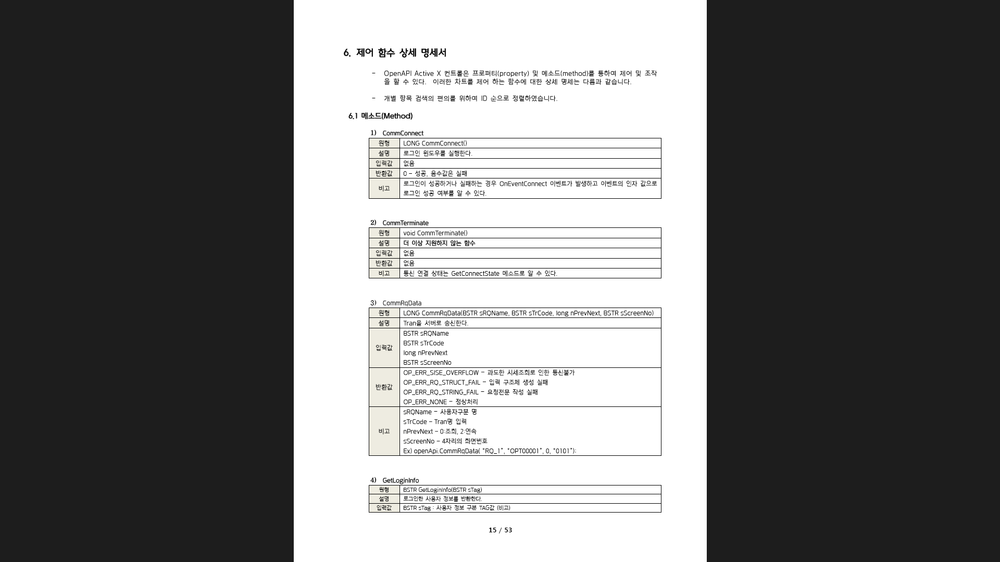 6. 제어 함수 상세 명세서
- OpenAPI Active X 컨트롤은 프로퍼티(property) 및 메소드(method)를 통하여 제어 및 조작
을 할 수 있다. 이러한 차트를 제어 하는 함수에 대한 상세 명세는 다름과 같습니다.
- 개별 항목 검색의 편의를 위하여 ID 순으로 정렬하였습니다.
6.1 메소드(Method)
1) CommConnect
원형 LONG CommConnect()
설명 로그인 윈도우를 실행한다.
입력값 없음
반환값 0 - 성공, 음수값은 실패
비고 로그인이 성공하거나 실패하는 경우 OnEventConnect 이벤트가 발생하고 이벤트의 인자 값으로
로그인 성공 여부를 알 수 있다.
2) CommTerminate
원형 void CommTerminate()
설명 더 이상 지원하지 않는 함수
입력값 없음
반환값 없음
비고 통신 연결 상태는 GetConnectState 메소드로 알 수 있다.
3) CommRqData
원형 LONG CommRqData(BSTR sRQName, BSTR sTrCode, long nPrevNext, BSTR sScreenNo)
설명 Tran을 서버로 송신한다.
입력값 BSTR sRQName
BSTR sTrCode
long nPrevNext
BSTR sScreenNo
반환값 OP_ERR_SISE_OVERFLOW – 과도한 시세조회로 인한 통신불가
OP_ERR_RQ_STRUCT_FAIL – 입력 구조체 생성 실패
OP_ERR_RQ_STRING_FAIL – 요청전문 작성 실패
OP_ERR_NONE – 정상처리
비고 sRQName – 사용자구분 명
sTrCode - Tran명 입력
nPrevNext - 0:조회, 2:연속
sScreenNo - 4자리의 화면번호
Ex) openApi.CommRqData( “RQ_1”, “OPT00001”, 0, “0101”);
4) GetLoginInfo
원형 BSTR GetLoginInfo(BSTR sTag)
설명 로그인한 사용자 정보를 반환한다.
입력값 BSTR sTag : 사용자 정보 구분 TAG값 (비고)
15 / 53